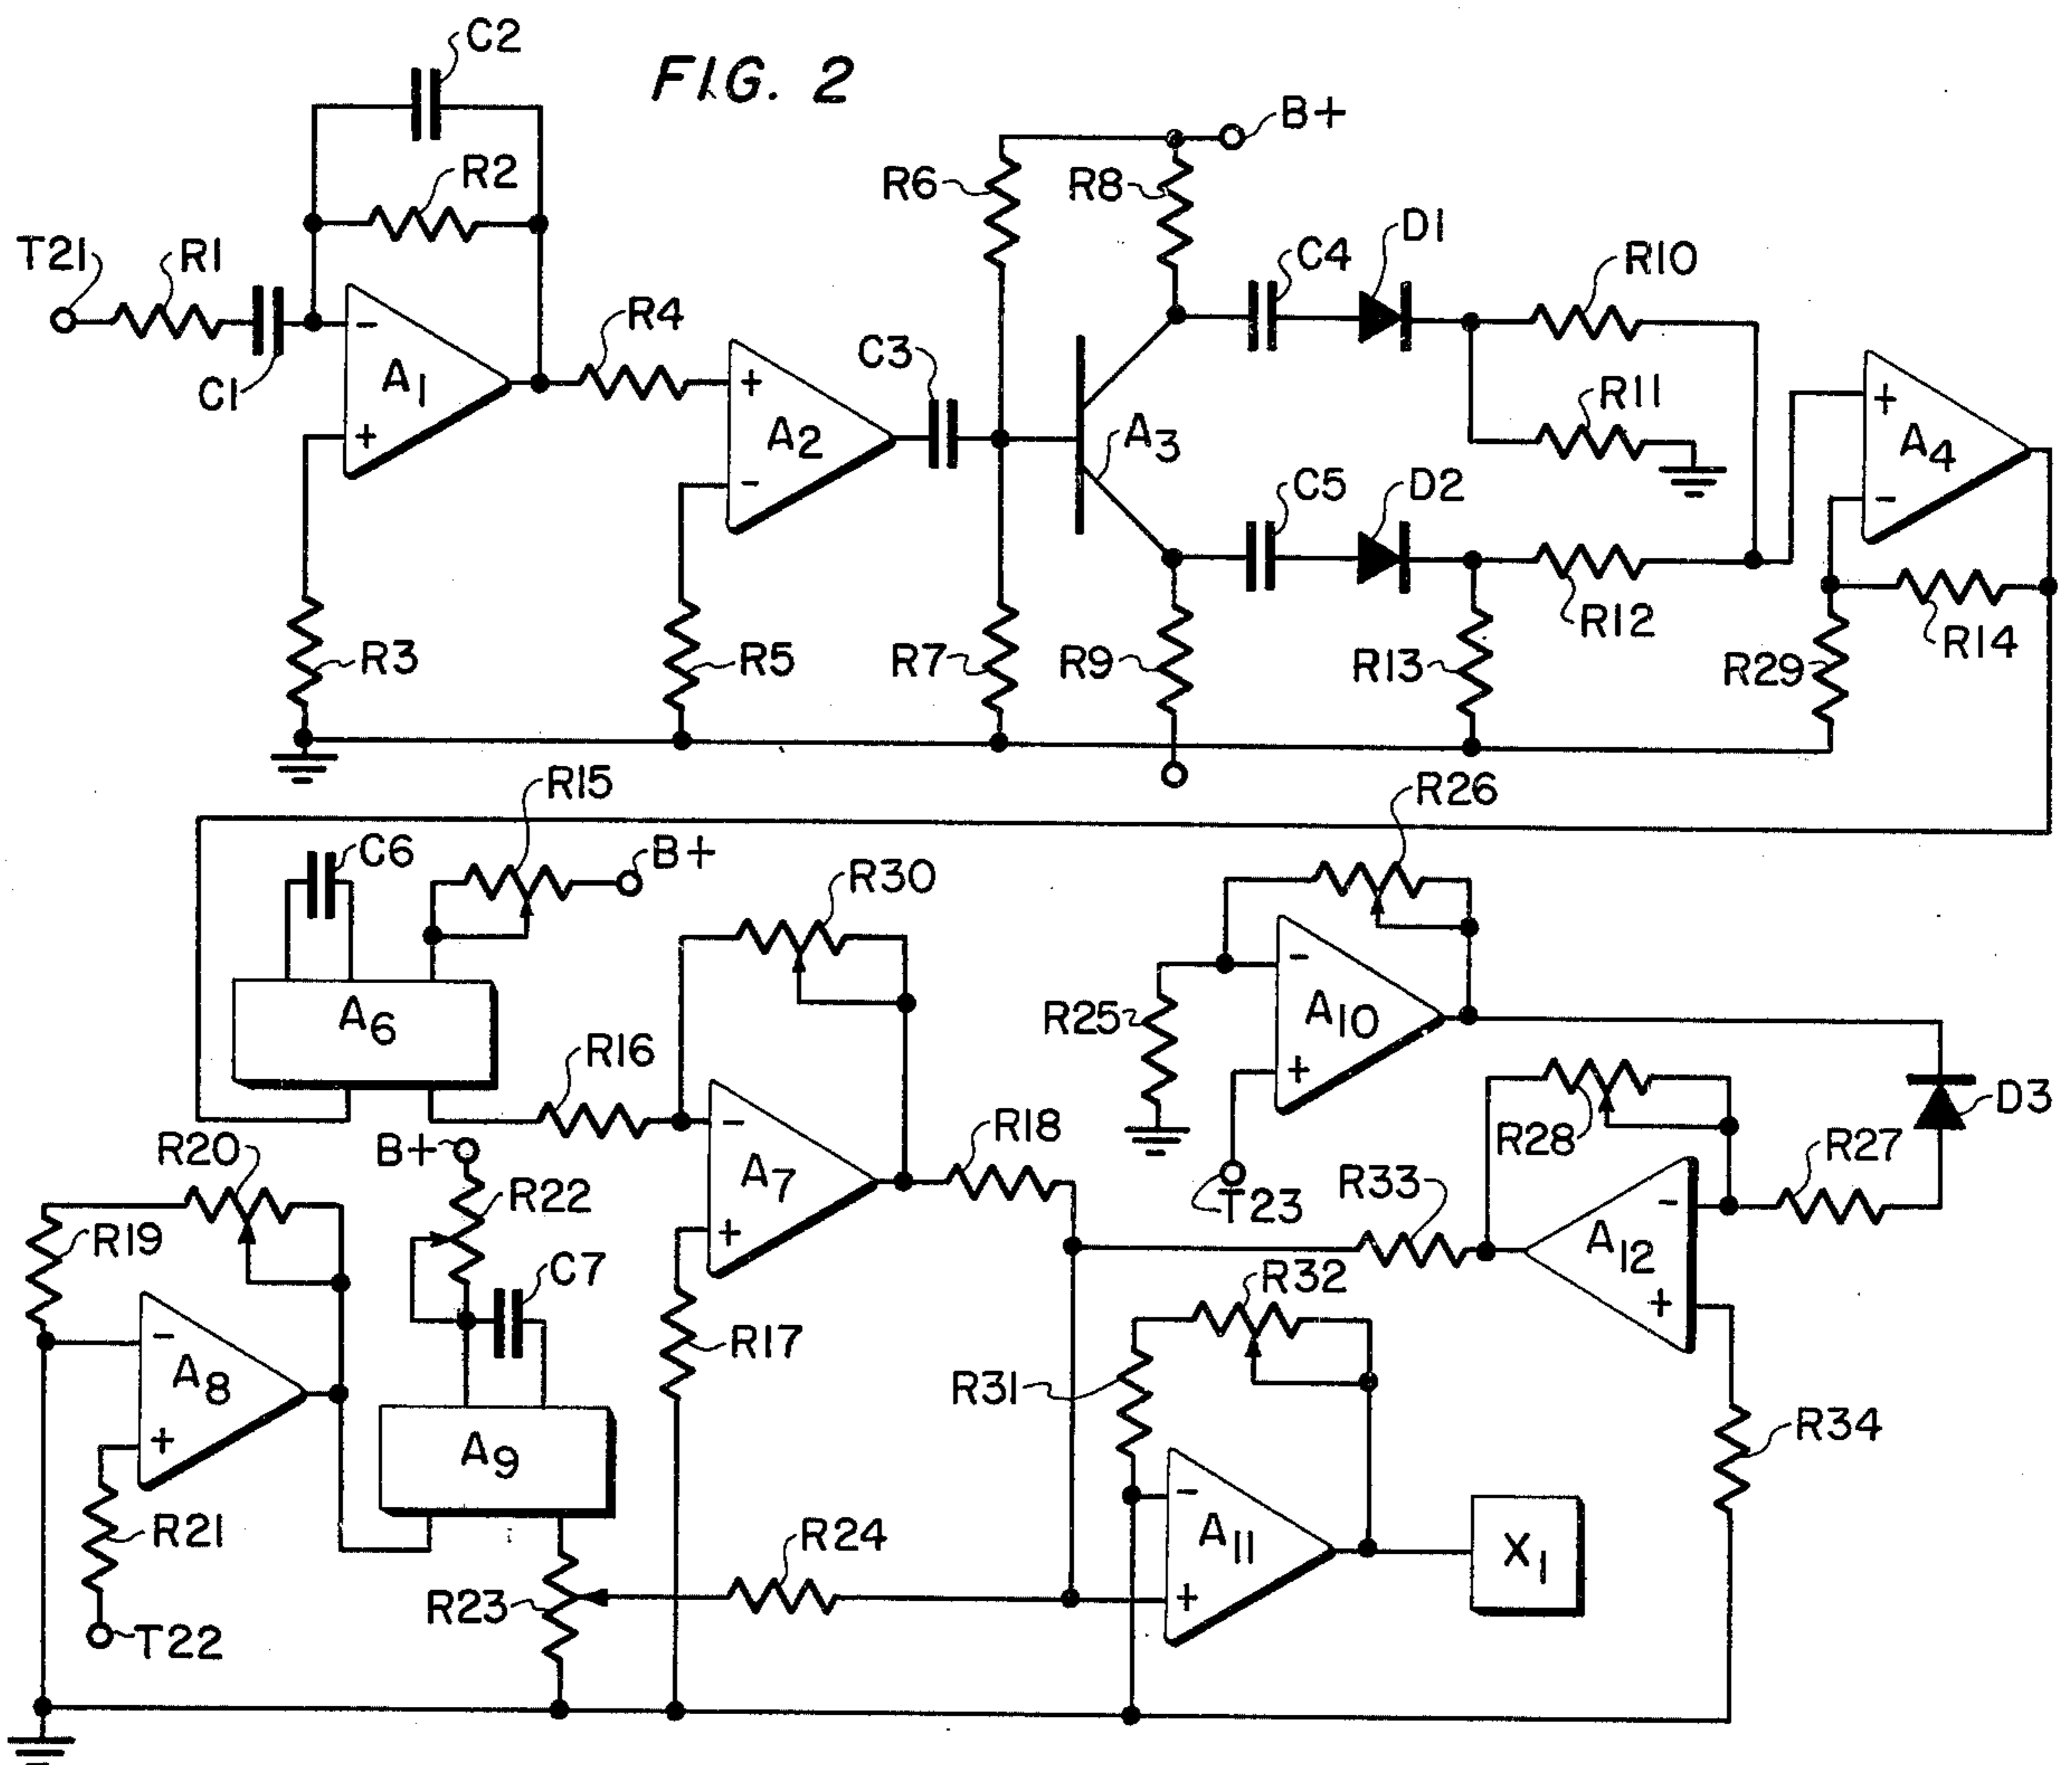 FIG. 2
C2
R2
T21
R1
C1
A1
R4
R3
A2
R5
C3
R6
R7
R8
B+
A3
R9
C4
D1
C5
D2
R10
R11
R12
R13
A4
R14
R29
R15
C6
B+
A6
R16
R30
A7
R17
R18
R26
R25
A10
T23
D3
R28
R27
R33
A12
R34
R20
R19
A8
R21
T22
B+
R22
C7
A9
R23
R24
R32
R31
A11
X1